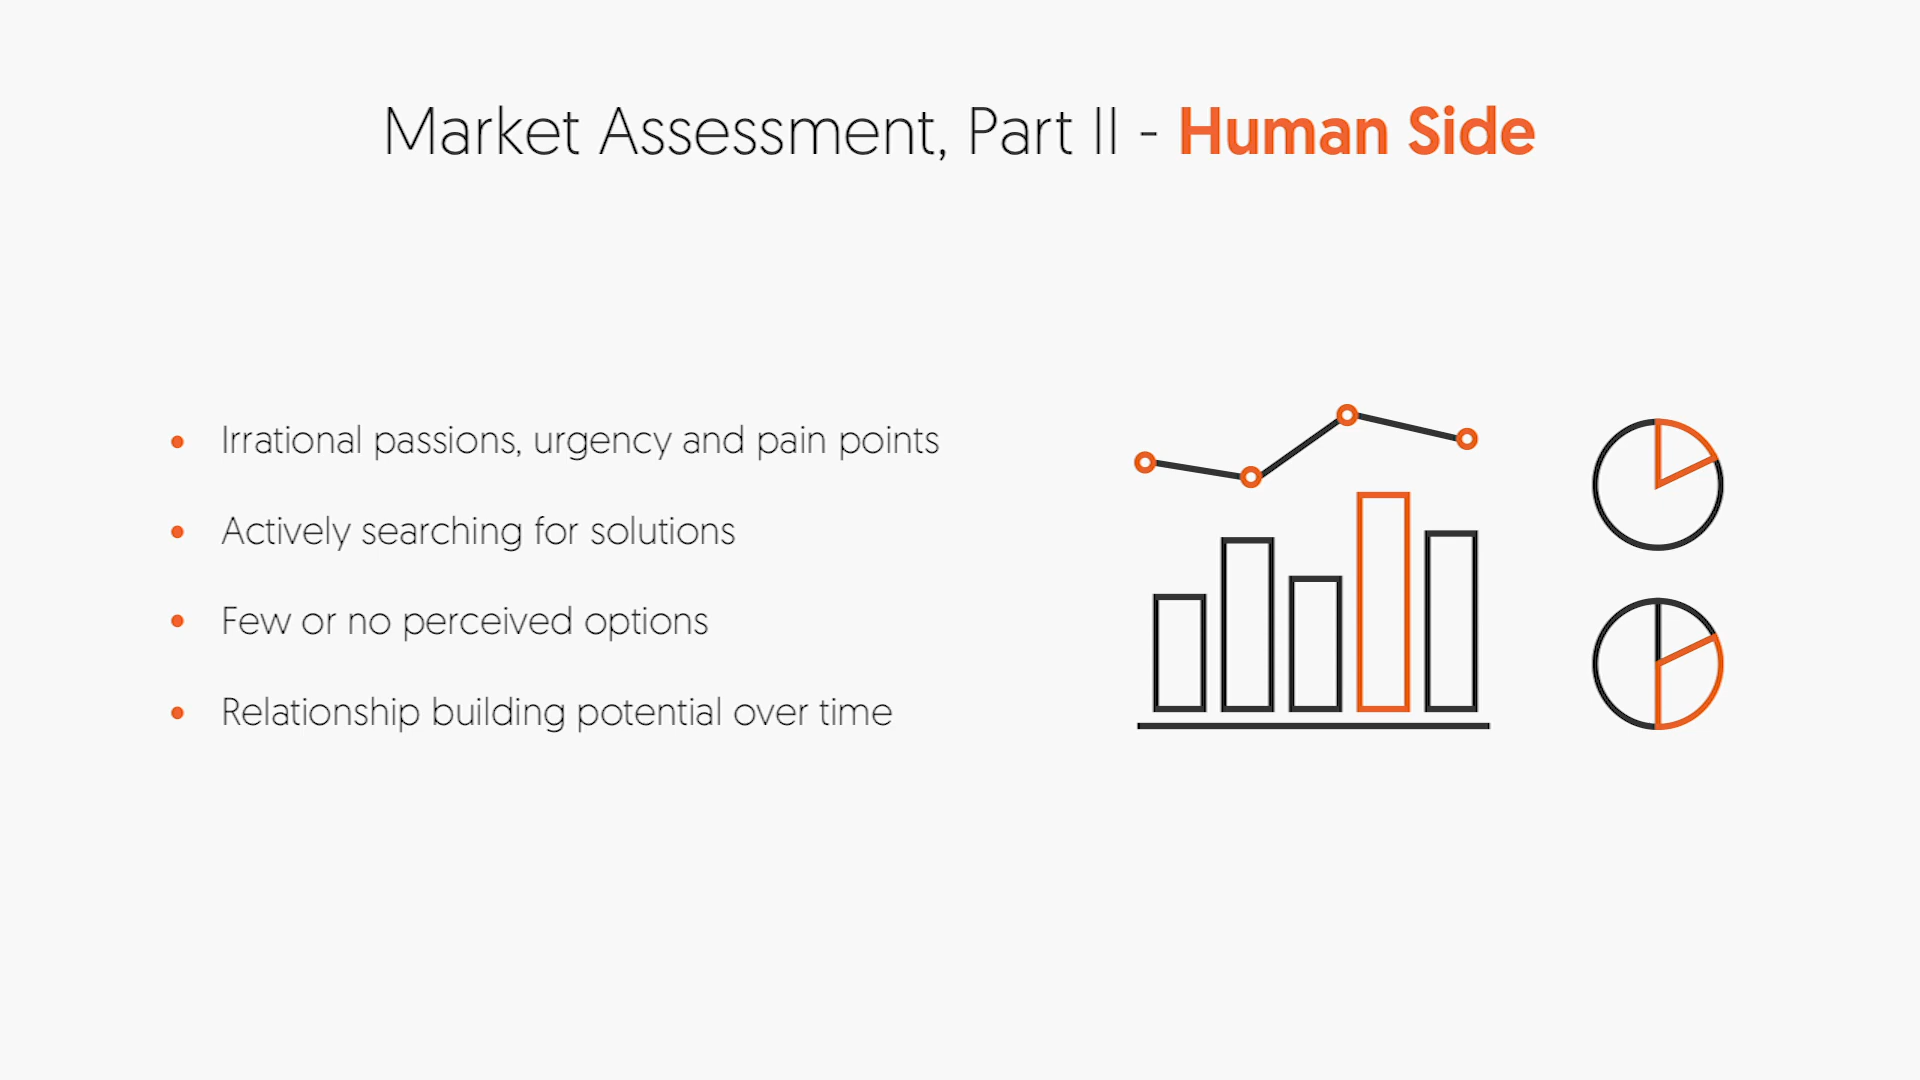 Market Assessment, Part II - Human Side
Irrational passions, urgency and pain points
Actively searching for solutions
Few or no perceived options
Relationship building potential over time